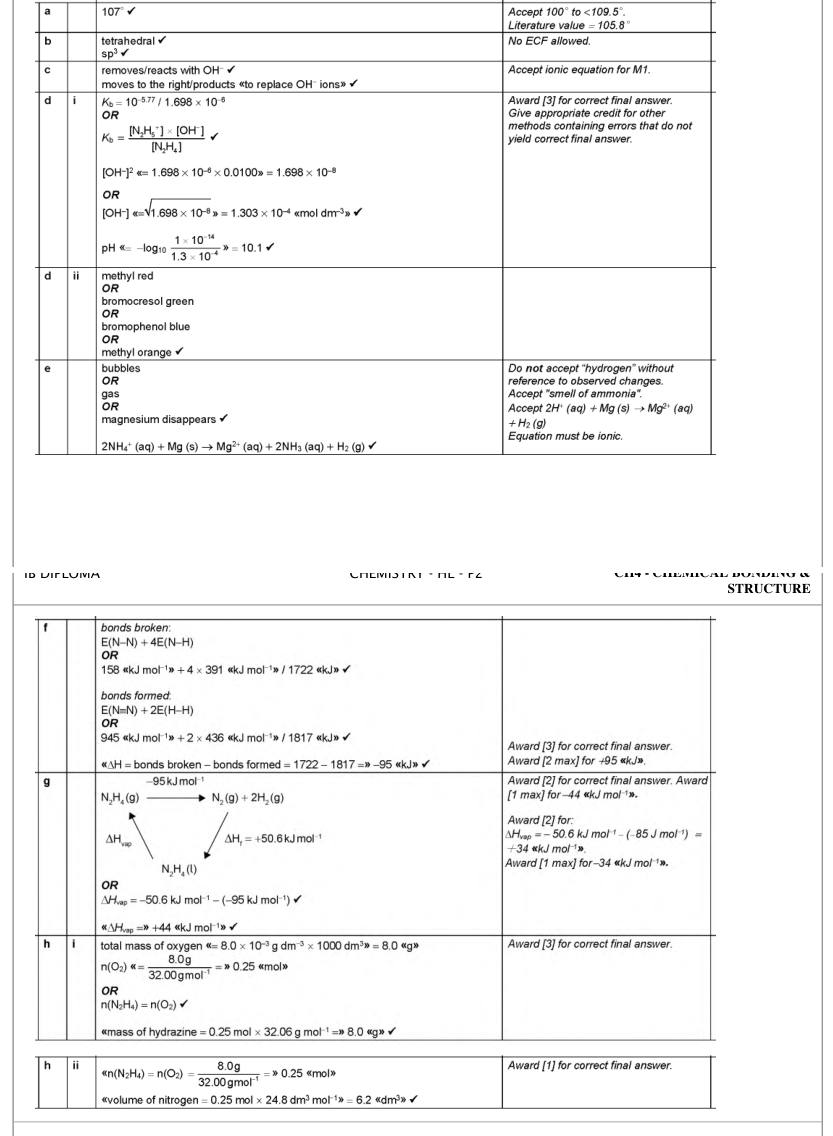 a 107° ✓ Accept 100° to <109.5°.
Literature value = 105.8°
b tetrahedral ✓ No ECF allowed.
sp³ ✓
c removes/reacts with OH⁻ ✓ Accept ionic equation for M1.
moves to the right/products «to replace OH⁻ ions» ✓
d i K_b = 10^-5.77 / 1.698 × 10⁻⁶ Award [3] for correct final answer.
OR Give appropriate credit for other
methods containing errors that do not
yield correct final answer.
K_b = [N₂H₅⁺] × [OH⁻] / [N₂H₄] ✓
[OH⁻]² «= 1.698 × 10⁻⁶ × 0.0100» = 1.698 × 10⁻⁸
OR
[OH⁻] «=√1.698 × 10⁻⁸ » = 1.303 × 10⁻⁴ «mol dm⁻³» ✓
pH «= −log₁₀ 1 × 10⁻¹⁴ / 1.3 × 10⁻⁴ » = 10.1 ✓
d ii methyl red
OR
bromocresol green
OR
bromophenol blue
OR
methyl orange ✓
e bubbles Do not accept "hydrogen" without
OR reference to observed changes.
gas Accept "smell of ammonia".
OR Accept 2H⁺ (aq) + Mg (s) → Mg²⁺ (aq)
magnesium disappears ✓ + H₂ (g)
Equation must be ionic.
2NH₄⁺ (aq) + Mg (s) → Mg²⁺ (aq) + 2NH₃ (aq) + H₂ (g) ✓
IB DIPLOMA CHEMISTRY - HL - P2 CH4 - CHEMICAL BONDING &
STRUCTURE
f bonds broken:
E(N–N) + 4E(N–H)
OR
158 «kJ mol⁻¹» + 4 × 391 «kJ mol⁻¹» / 1722 «kJ» ✓
bonds formed:
E(N≡N) + 2E(H–H)
OR
945 «kJ mol⁻¹» + 2 × 436 «kJ mol⁻¹» / 1817 «kJ» ✓
Award [3] for correct final answer.
«ΔH = bonds broken – bonds formed = 1722 – 1817 =» –95 «kJ» ✓ Award [2 max] for +95 «kJ».
g −95 kJ mol⁻¹ Award [2] for correct final answer. Award
N₂H₄(g) → N₂(g) + 2H₂(g) [1 max] for –44 «kJ mol⁻¹».
Award [2] for:
ΔH_vap ΔH_f = +50.6 kJ mol⁻¹ ΔH_vap = − 50.6 kJ mol⁻¹ − (−85 J mol⁻¹) =
+34 «kJ mol⁻¹».
N₂H₄(l) Award [1 max] for–34 «kJ mol⁻¹».
OR
ΔH_vap = −50.6 kJ mol⁻¹ − (−95 kJ mol⁻¹) ✓
«ΔH_vap =» +44 «kJ mol⁻¹» ✓
h i total mass of oxygen «= 8.0 × 10⁻³ g dm⁻³ × 1000 dm³» = 8.0 «g» Award [3] for correct final answer.
n(O₂) «= 8.0 g / 32.00 g mol⁻¹ =» 0.25 «mol»
OR
n(N₂H₄) = n(O₂) ✓
«mass of hydrazine = 0.25 mol × 32.06 g mol⁻¹ =» 8.0 «g» ✓
h ii «n(N₂H₄) = n(O₂) = 8.0 g / 32.00 g mol⁻¹ =» 0.25 «mol» Award [1] for correct final answer.
«volume of nitrogen = 0.25 mol × 24.8 dm³ mol⁻¹» = 6.2 «dm³» ✓